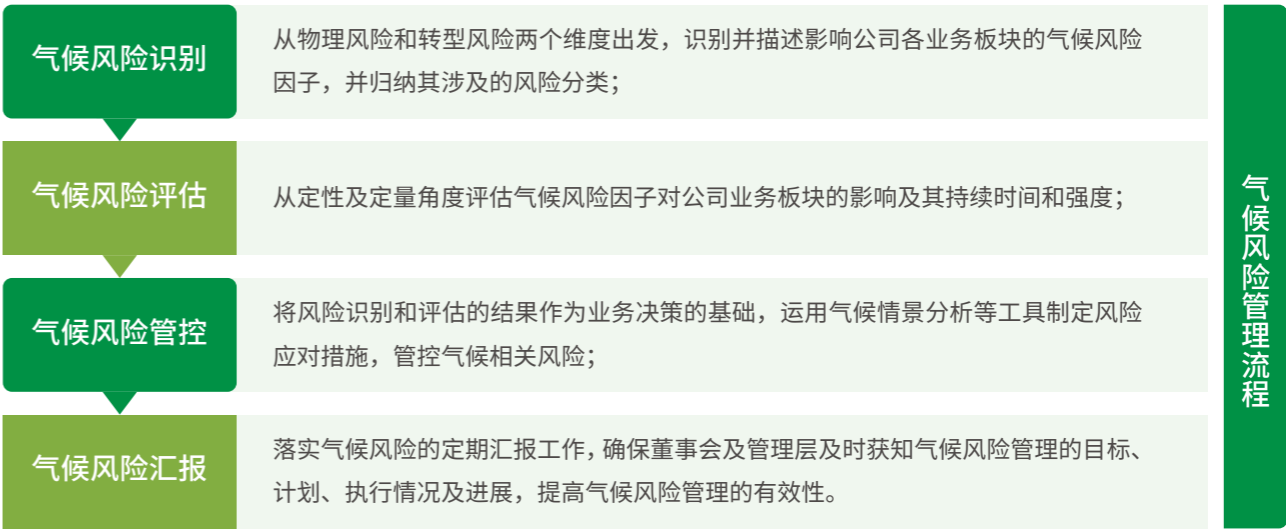 气候风险识别
从物理风险和转型风险两个维度出发，识别并描述影响公司各业务板块的气候风险
因子，并归纳其涉及的风险分类；
气候风险评估
从定性及定量角度评估气候风险因子对公司业务板块的影响及其持续时间和强度；
气候风险管控
将风险识别和评估的结果作为业务决策的基础，运用气候情景分析等工具制定风险
应对措施，管控气候相关风险；
气候风险汇报
落实气候风险的定期汇报工作，确保董事会及管理层及时获知气候风险管理的目标、
计划、执行情况及进展，提高气候风险管理的有效性。
气候风险管理流程